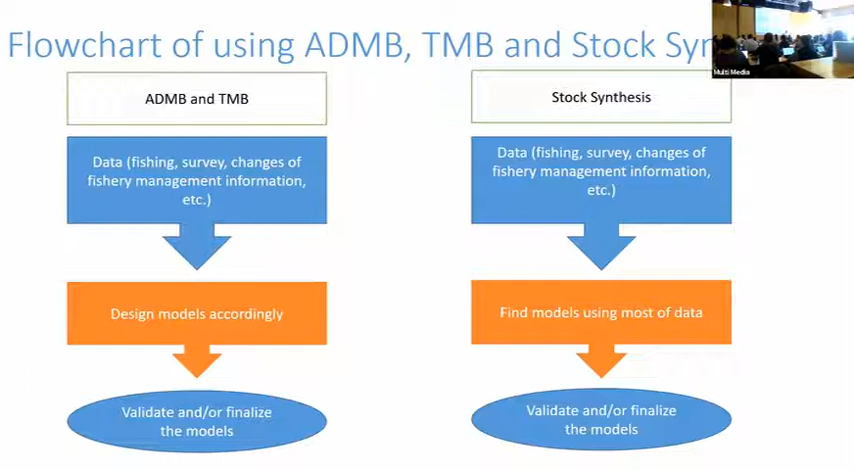 Flowchart of using ADMB, TMB and Stock Syn
Multi Media
ADMB and TMB
Data (fishing, survey, changes of
fishery management information,
etc.)
Design models accordingly
Validate and/or finalize
the models
Stock Synthesis
Data (fishing, survey, changes of
fishery management information,
etc.)
Find models using most of data
Validate and/or finalize
the models